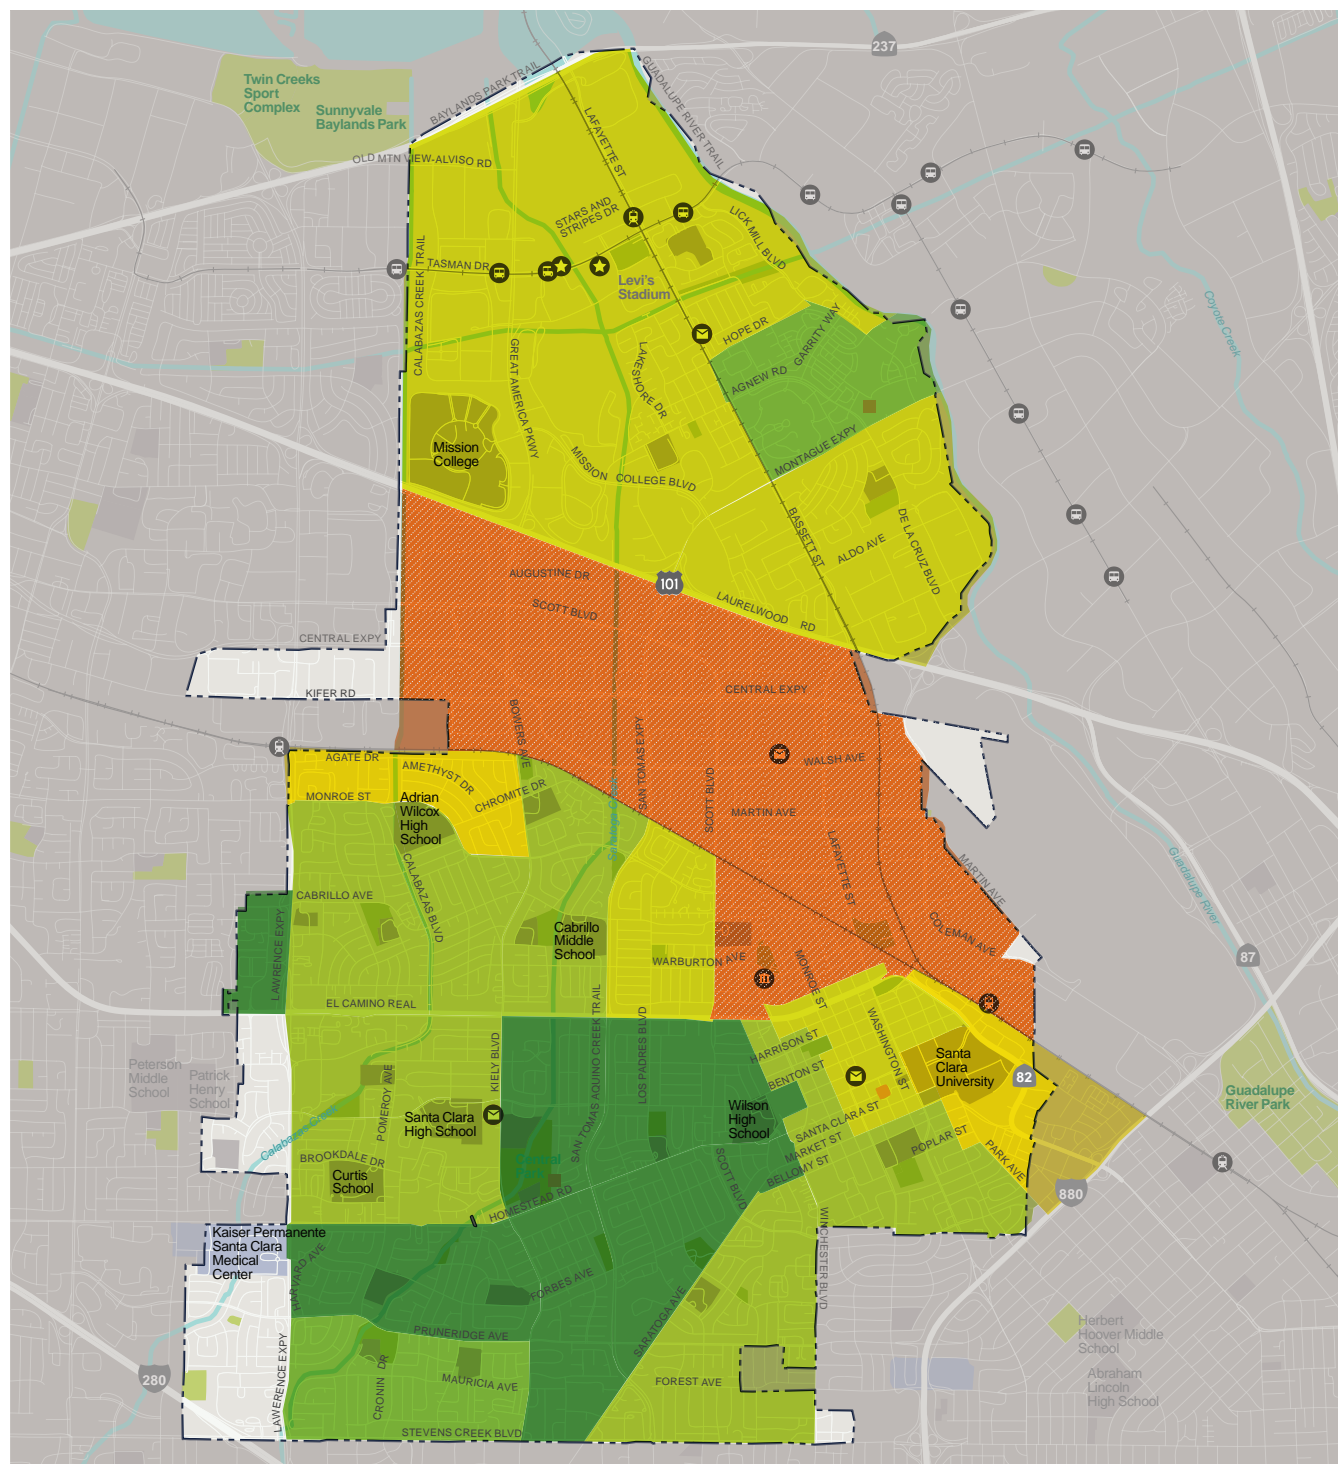 237
Twin Creeks
Sport
Complex
Sunnyvale
Baylands Park
BAYLANDS PARK TRAIL
GUADALUPE RIVER TRAIL
OLD MTN VIEW-ALVISO RD
LAFAYETTE ST
STARS AND
STRIPES DR
LICK MILL BLVD
TASMAN DR
CALABAZAS CREEK TRAIL
Levi's
Stadium
Coyote Creek
HOPE DR
GARRITY WAY
GREAT AMERICA PKWY
LAKESHORE DR
AGNEW RD
MONTAGUE EXPY
Mission
College
MISSION COLLEGE BLVD
BASSETT ST
ALDO AVE
DE LA CRUZ BLVD
AUGUSTINE DR
101
SCOTT BLVD
LAURELWOOD RD
CENTRAL EXPY
KIFER RD
CENTRAL EXPY
BOWERS AVE
SAN TOMAS EXPY
WALSH AVE
AGATE DR
AMETHYST DR
MONROE ST
CHROMITE DR
Adrian
Wilcox
High
School
Saratoga Creek
SCOTT BLVD
MARTIN AVE
LAFAYETTE ST
MARTIN AVE
Guadalupe River
CALABAZAS BLVD
CABRILLO AVE
LAWRENCE EXPY
Cabrillo
Middle
School
WARBURTON AVE
MONROE ST
COLEMAN AVE
87
EL CAMINO REAL
SAN TOMAS AQUINO CREEK TRAIL
LOS PADRES BLVD
KIELY BLVD
HARRISON ST
BENTON ST
WASHINGTON ST
Santa
Clara
University
82
Peterson
Middle
School
Patrick
Henry
School
POMEROY AVE
Santa Clara
High School
Wilson
High
School
SANTA CLARA ST
MARKET ST
BELLOMY ST
POPLAR ST
PARK AVE
Guadalupe
River Park
Calabazas Creek
BROOKDALE DR
Curtis
School
Central
Park
HOMESTEAD RD
SCOTT BLVD
880
WINCHESTER BLVD
Kaiser Permanente
Santa Clara
Medical
Center
HARVARD AVE
FORBES AVE
SARATOGA AVE
PRUNERIDGE AVE
MAURICIA AVE
CRONIN DR
FOREST AVE
LAWERENCE EXPY
280
STEVENS CREEK BLVD
Herbert
Hoover Middle
School
Abraham
Lincoln
High School